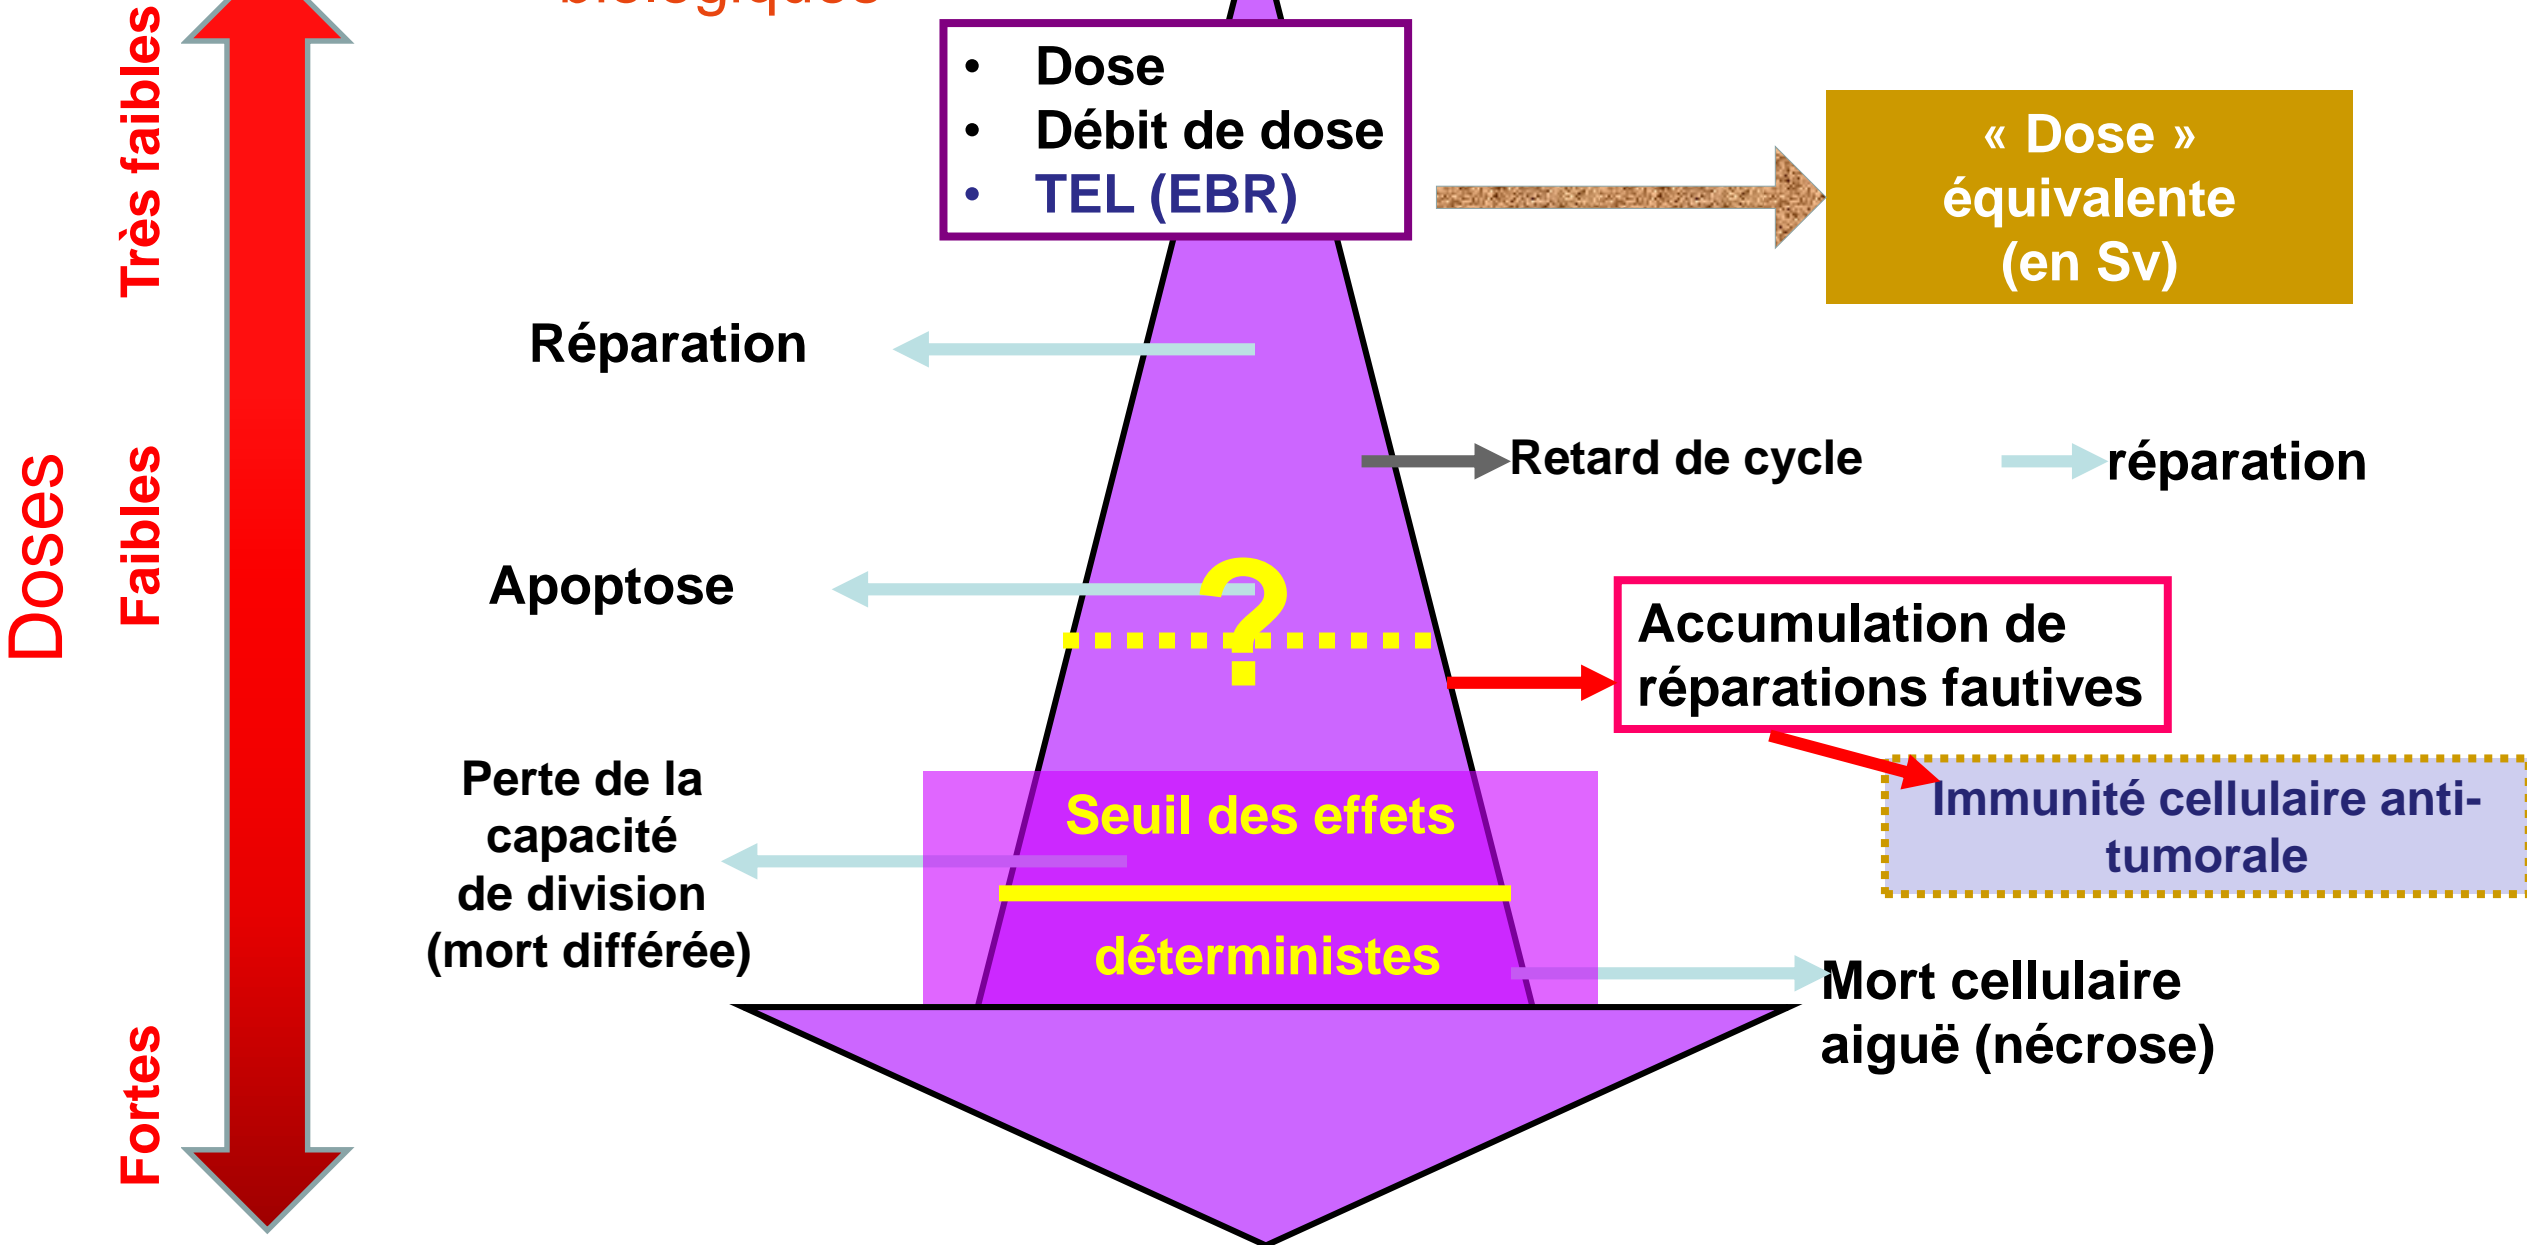 biologiques
• Dose
• Débit de dose
• TEL (EBR)
« Dose »
équivalente
(en Sv)
Doses
Très faibles
Faibles
Fortes
Réparation
Retard de cycle
réparation
Apoptose
?
Accumulation de
réparations fautives
Immunité cellulaire anti-
tumorale
Perte de la
capacité
de division
(mort différée)
Seuil des effets
déterministes
Mort cellulaire
aiguë (nécrose)